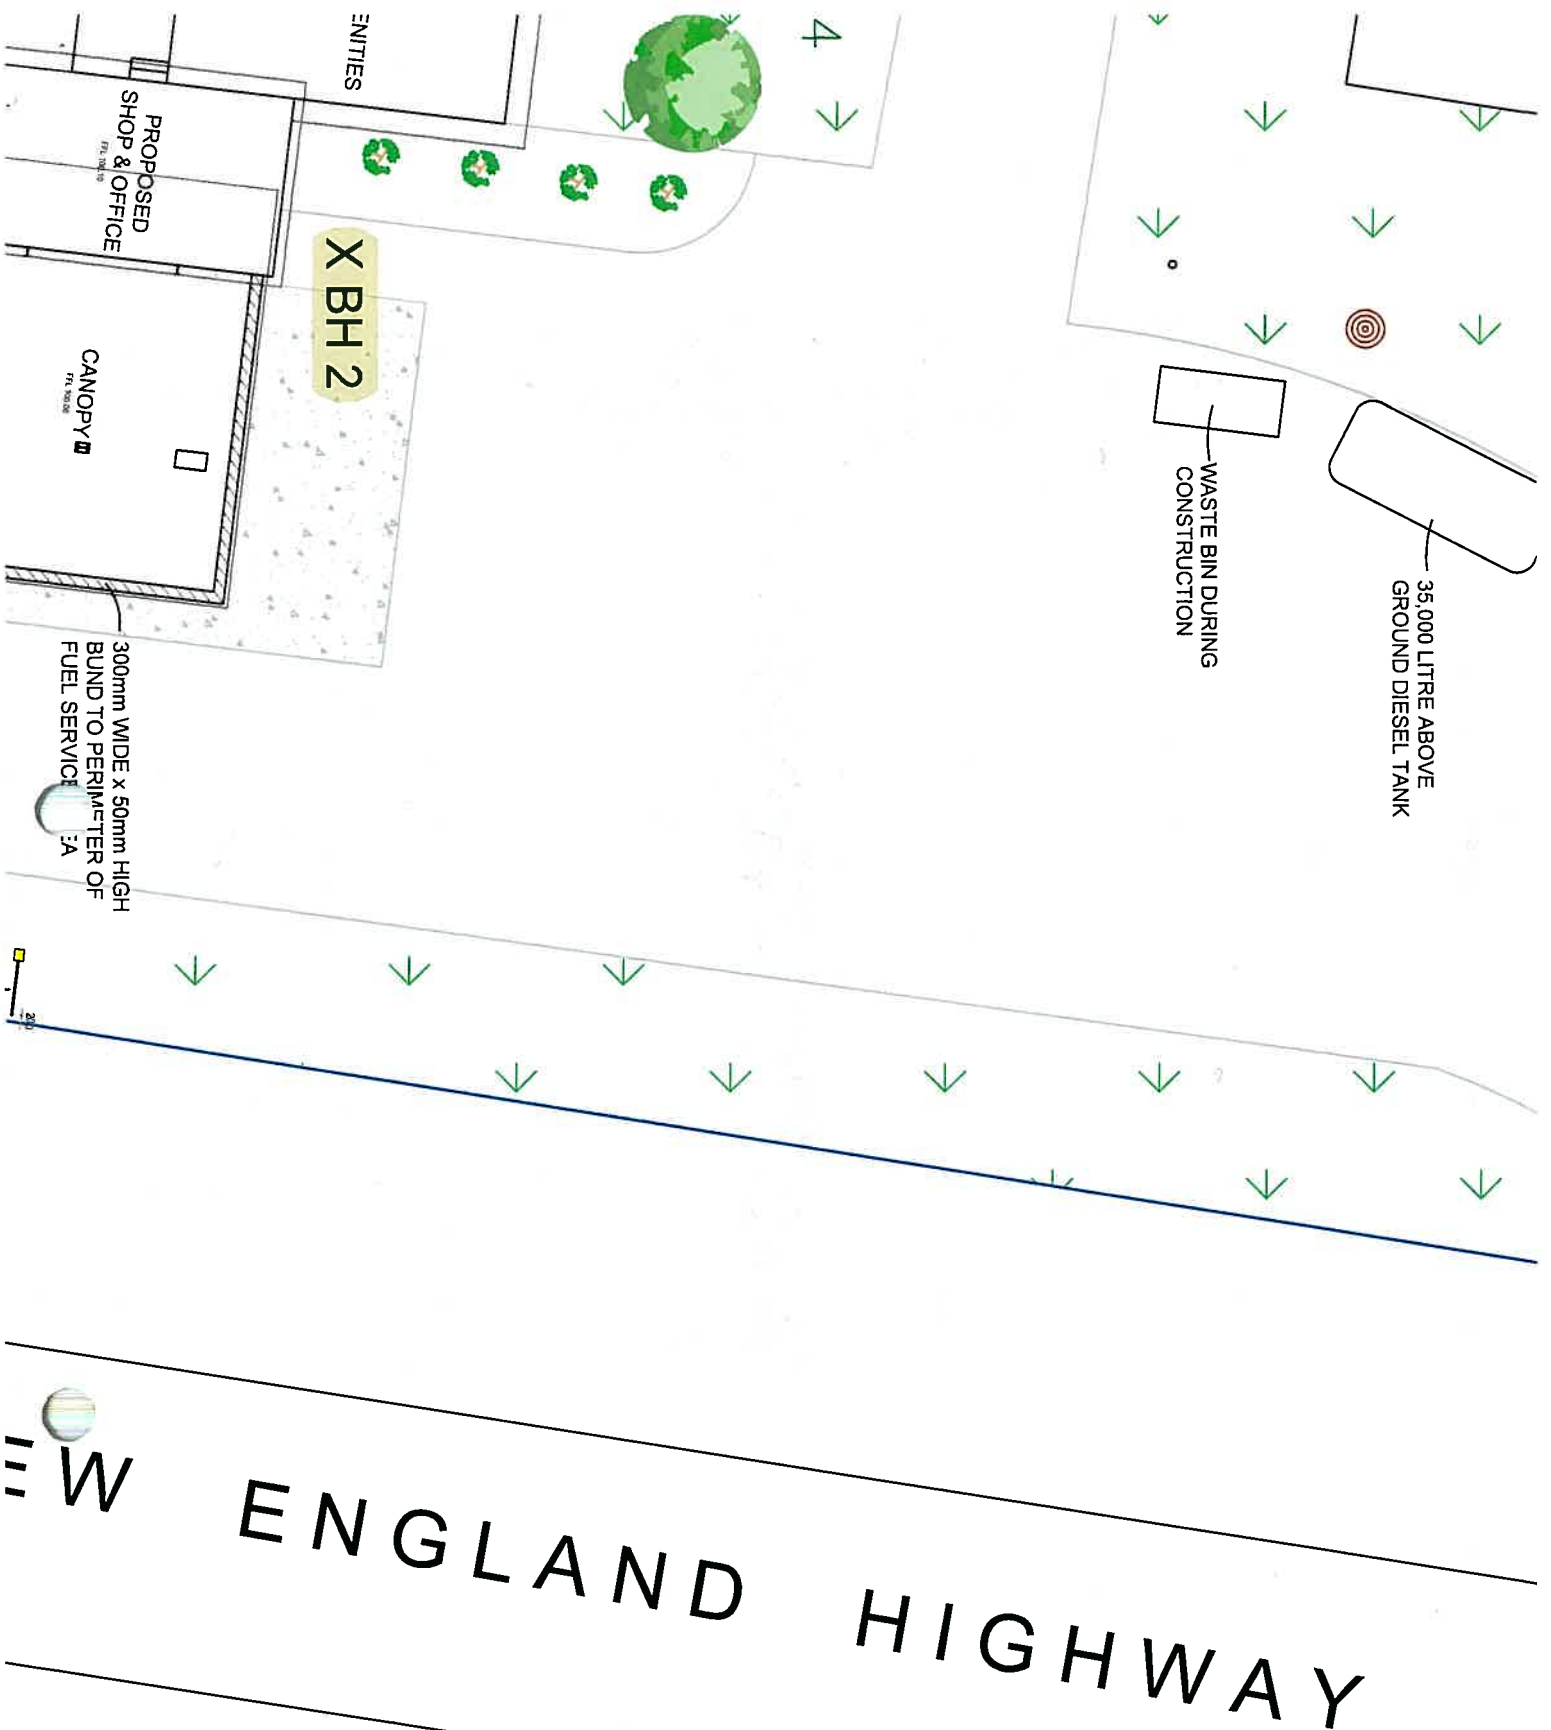 ENITIES
4
PROPOSED
SHOP & OFFICE
X BH 2
CANOPY
WASTE BIN DURING
CONSTRUCTION
35,000 LITRE ABOVE
GROUND DIESEL TANK
300mm WIDE x 50mm HIGH
BUND TO PERIMETER OF
FUEL SERVICE EA
EW ENGLAND HIGHWAY